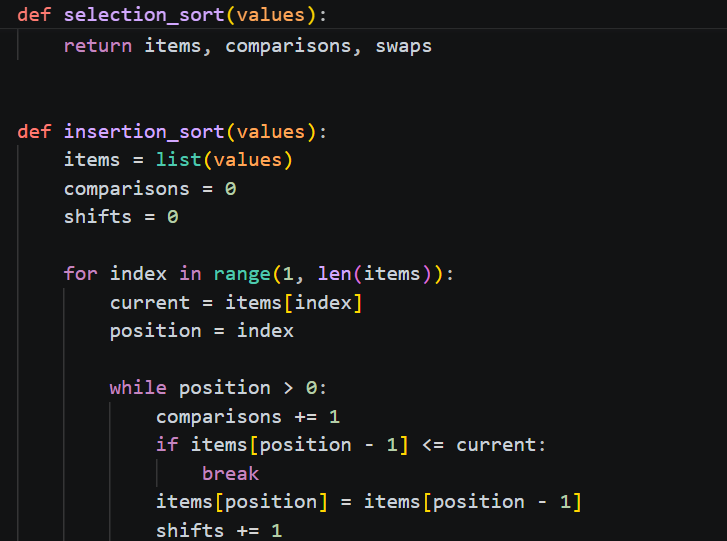 def selection_sort(values):
    return items, comparisons, swaps
def insertion_sort(values):
    items = list(values)
    comparisons = 0
    shifts = 0
    for index in range(1, len(items)):
        current = items[index]
        position = index
        while position > 0:
            comparisons += 1
            if items[position - 1] <= current:
                break
            items[position] = items[position - 1]
            shifts += 1